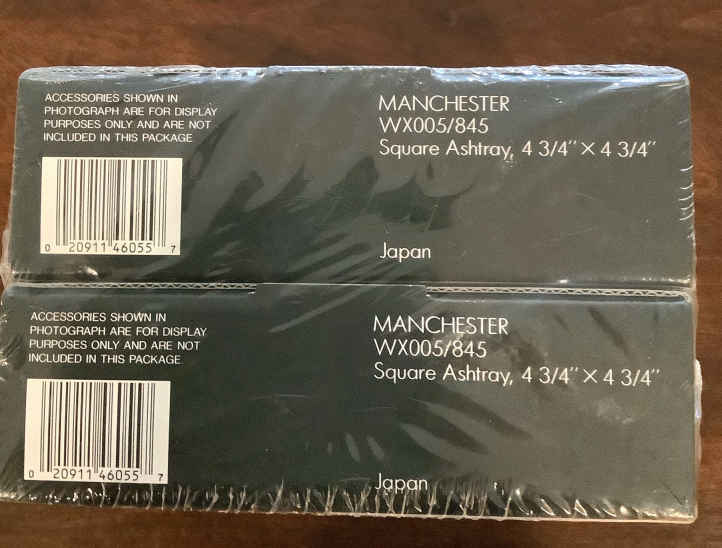 ACCESSORIES SHOWN IN
PHOTOGRAPH ARE FOR DISPLAY
PURPOSES ONLY AND ARE NOT
INCLUDED IN THIS PACKAGE
0 20911 46055 7
MANCHESTER
WX005/845
Square Ashtray, 4 3/4" × 4 3/4"
Japan
ACCESSORIES SHOWN IN
PHOTOGRAPH ARE FOR DISPLAY
PURPOSES ONLY AND ARE NOT
INCLUDED IN THIS PACKAGE
0 20911 46055 7
MANCHESTER
WX005/845
Square Ashtray, 4 3/4" × 4 3/4"
Japan